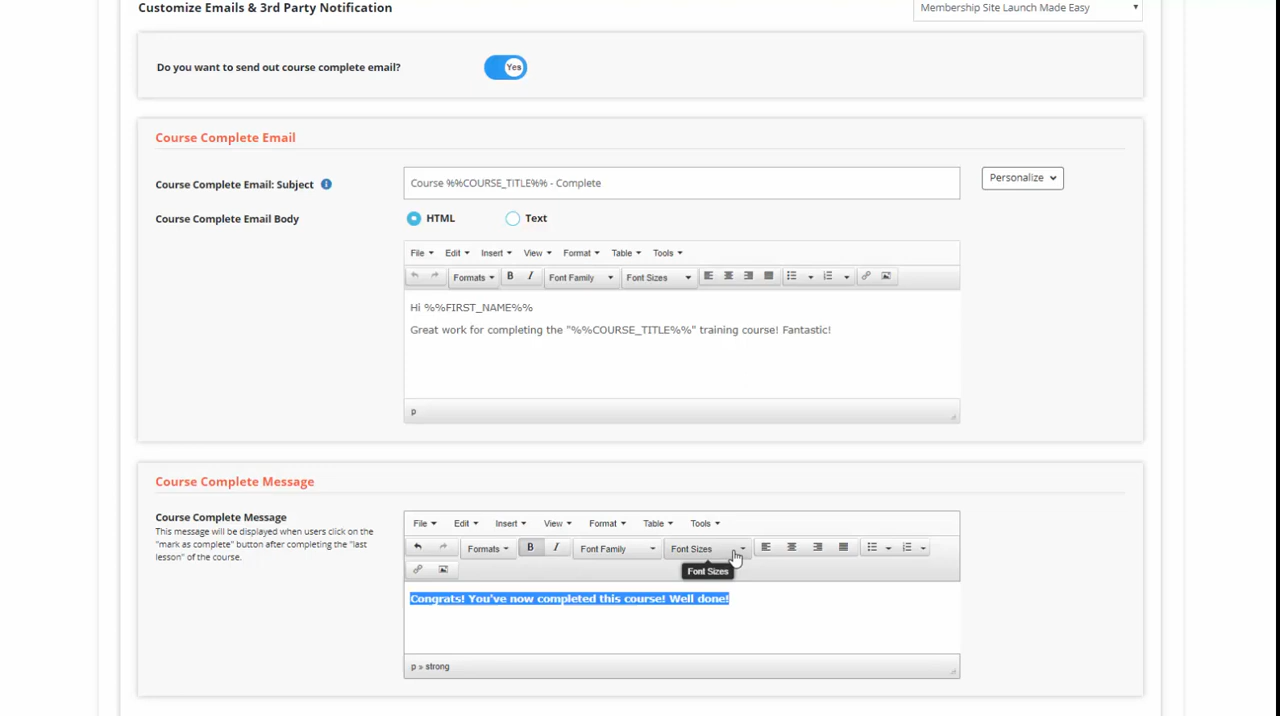 Customize Emails & 3rd Party Notification
Membership Site Launch Made Easy
Do you want to send out course complete email?
Yes
Course Complete Email
Course Complete Email: Subject
Course %%COURSE_TITLE%% - Complete
Personalize
Course Complete Email Body
HTML
Text
File Edit Insert View Format Table Tools
Formats B I Font Family Font Sizes
Hi %%FIRST_NAME%%
Great work for completing the "%%COURSE_TITLE%%" training course! Fantastic!
p
Course Complete Message
Course Complete Message
This message will be displayed when users click on the
"mark as complete" button after completing the "last
lesson" of the course.
File Edit Insert View Format Table Tools
Formats B I Font Family Font Sizes
Font Sizes
Congrats! You've now completed this course! Well done!
p » strong